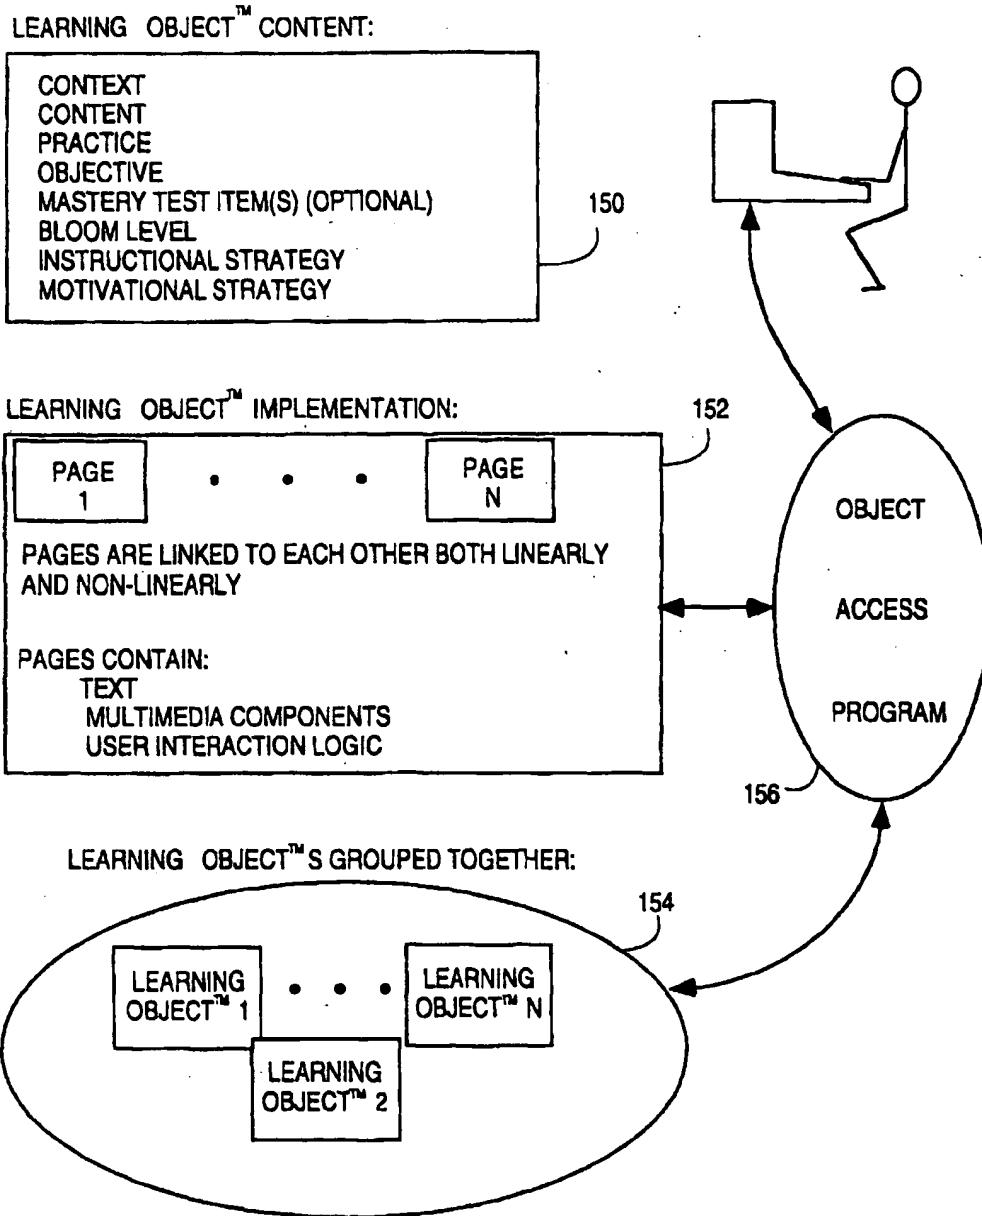 LEARNING OBJECT™ CONTENT:
CONTEXT
CONTENT
PRACTICE
OBJECTIVE
MASTERY TEST ITEM(S) (OPTIONAL)
BLOOM LEVEL
INSTRUCTIONAL STRATEGY
MOTIVATIONAL STRATEGY
150
LEARNING OBJECT™ IMPLEMENTATION:
152
PAGE
1
PAGE
N
PAGES ARE LINKED TO EACH OTHER BOTH LINEARLY
AND NON-LINEARLY
PAGES CONTAIN:
TEXT
MULTIMEDIA COMPONENTS
USER INTERACTION LOGIC
OBJECT
ACCESS
PROGRAM
156
LEARNING OBJECT™S GROUPED TOGETHER:
154
LEARNING
OBJECT™ 1
LEARNING
OBJECT™ N
LEARNING
OBJECT™ 2